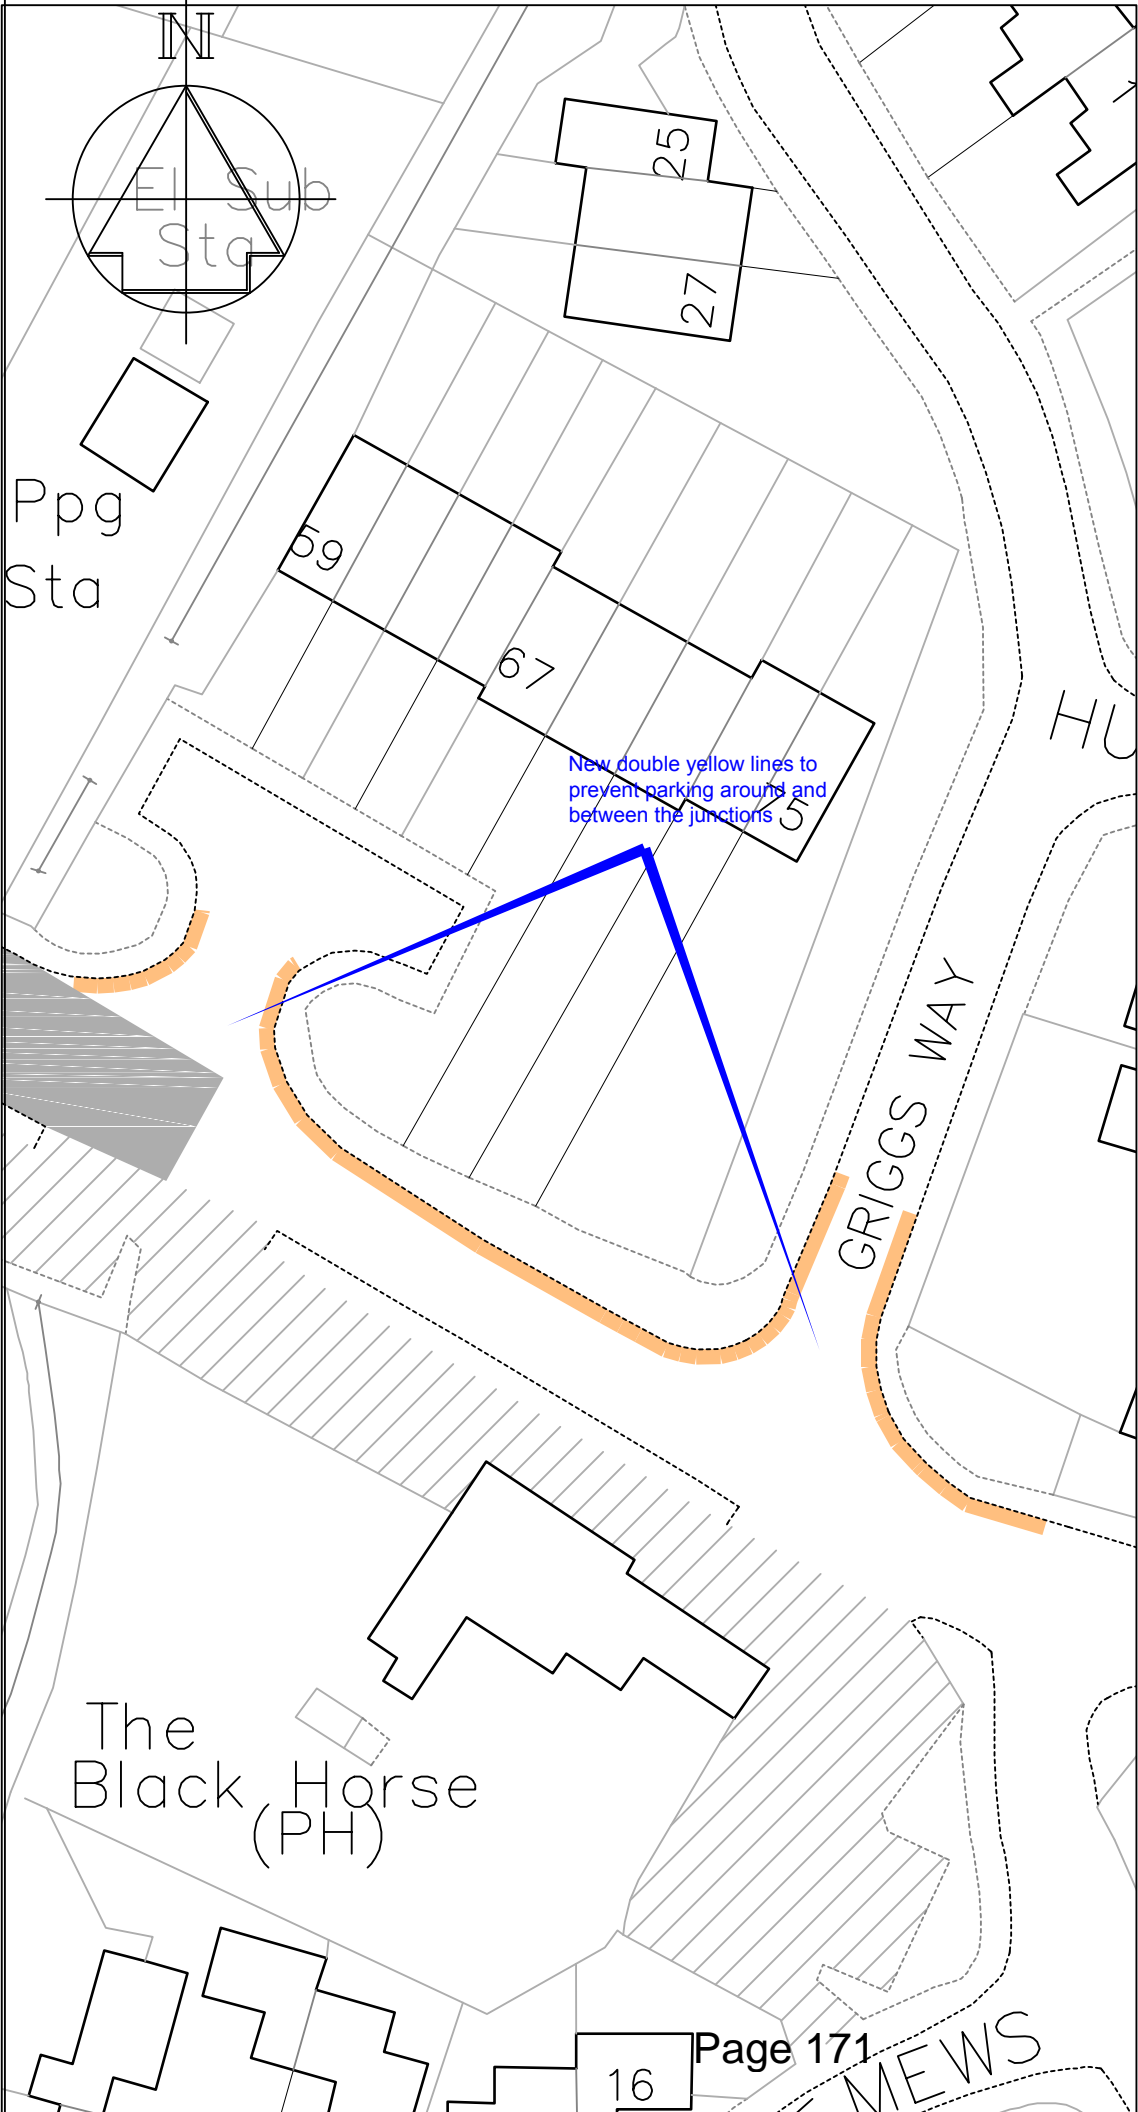 N
El Sub
Sta
25
27
Ppg
Sta
59
67
75
New double yellow lines to
prevent parking around and
between the junctions
HU
GRIGGS WAY
The
Black Horse
(PH)
Page 171
MEWS
16